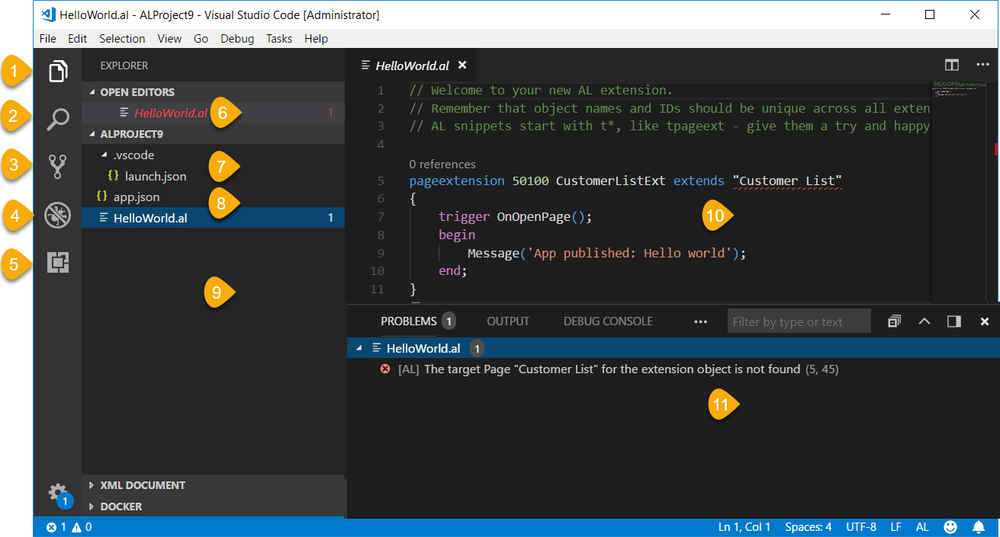 HelloWorld.al - ALProject9 - Visual Studio Code [Administrator]
File Edit Selection View Go Debug Tasks Help
1
2
3
4
5
EXPLORER
OPEN EDITORS
HelloWorld.al 6 1
ALPROJECT9
.vscode
7
{} launch.json
{} app.json
8
HelloWorld.al 1
9
XML DOCUMENT
DOCKER
1
HelloWorld.al
1 // Welcome to your new AL extension.
2 // Remember that object names and IDs should be unique across all exten
3 // AL snippets start with t*, like tpageext - give them a try and happy
4
0 references
5 pageextension 50100 CustomerListExt extends "Customer List"
6 {
7 trigger OnOpenPage();
10
8 begin
9 Message('App published: Hello world');
10 end;
11 }
PROBLEMS 1 OUTPUT DEBUG CONSOLE ••• Filter by type or text
HelloWorld.al 1
[AL] The target Page "Customer List" for the extension object is not found (5, 45)
11
1 0 Ln 1, Col 1 Spaces: 4 UTF-8 LF AL